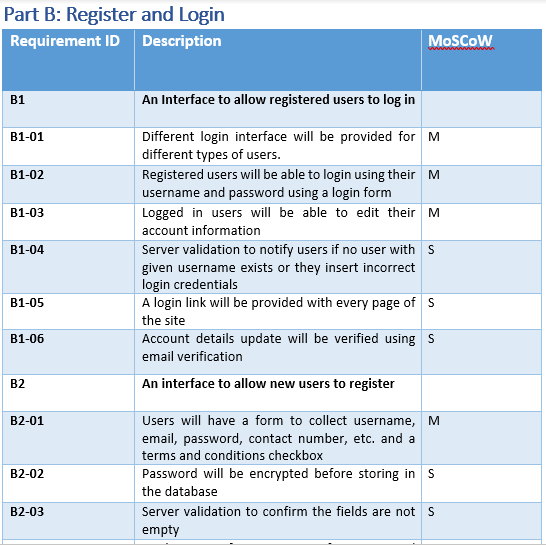 Part B: Register and Login
Requirement ID Description MoSCoW
B1 An Interface to allow registered users to log in
B1-01 Different login interface will be provided for M
different types of users.
B1-02 Registered users will be able to login using their M
username and password using a login form
B1-03 Logged in users will be able to edit their M
account information
B1-04 Server validation to notify users if no user with S
given username exists or they insert incorrect
login credentials
B1-05 A login link will be provided with every page of S
the site
B1-06 Account details update will be verified using S
email verification
B2 An interface to allow new users to register
B2-01 Users will have a form to collect username, M
email, password, contact number, etc. and a
terms and conditions checkbox
B2-02 Password will be encrypted before storing in S
the database
B2-03 Server validation to confirm the fields are not S
empty